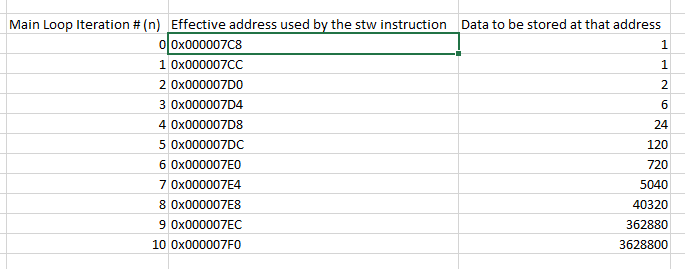 Main Loop Iteration # (n) Effective address used by the stw instruction Data to be stored at that address
0 0x000007C8 1
1 0x000007CC 1
2 0x000007D0 2
3 0x000007D4 6
4 0x000007D8 24
5 0x000007DC 120
6 0x000007E0 720
7 0x000007E4 5040
8 0x000007E8 40320
9 0x000007EC 362880
10 0x000007F0 3628800